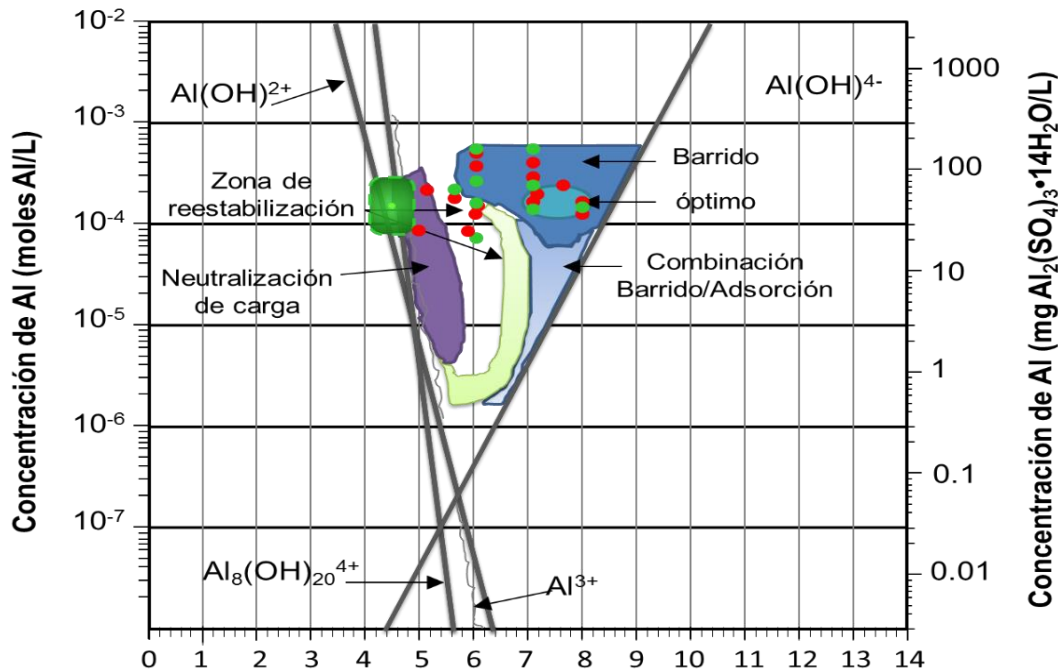 Concentración de Al (moles Al/L)
10-2
10-3
10-4
10-5
10-6
10-7
Al(OH)2+
Al(OH)4-
Zona de
reestabilización
Barrido
óptimo
Neutralización
de carga
Combinación
Barrido/Adsorción
Al8(OH)204+
Al3+
1000
100
10
1
0.1
0.01
Concentración de Al (mg Al2(SO4)3•14H2O/L)
0 1 2 3 4 5 6 7 8 9 10 11 12 13 14